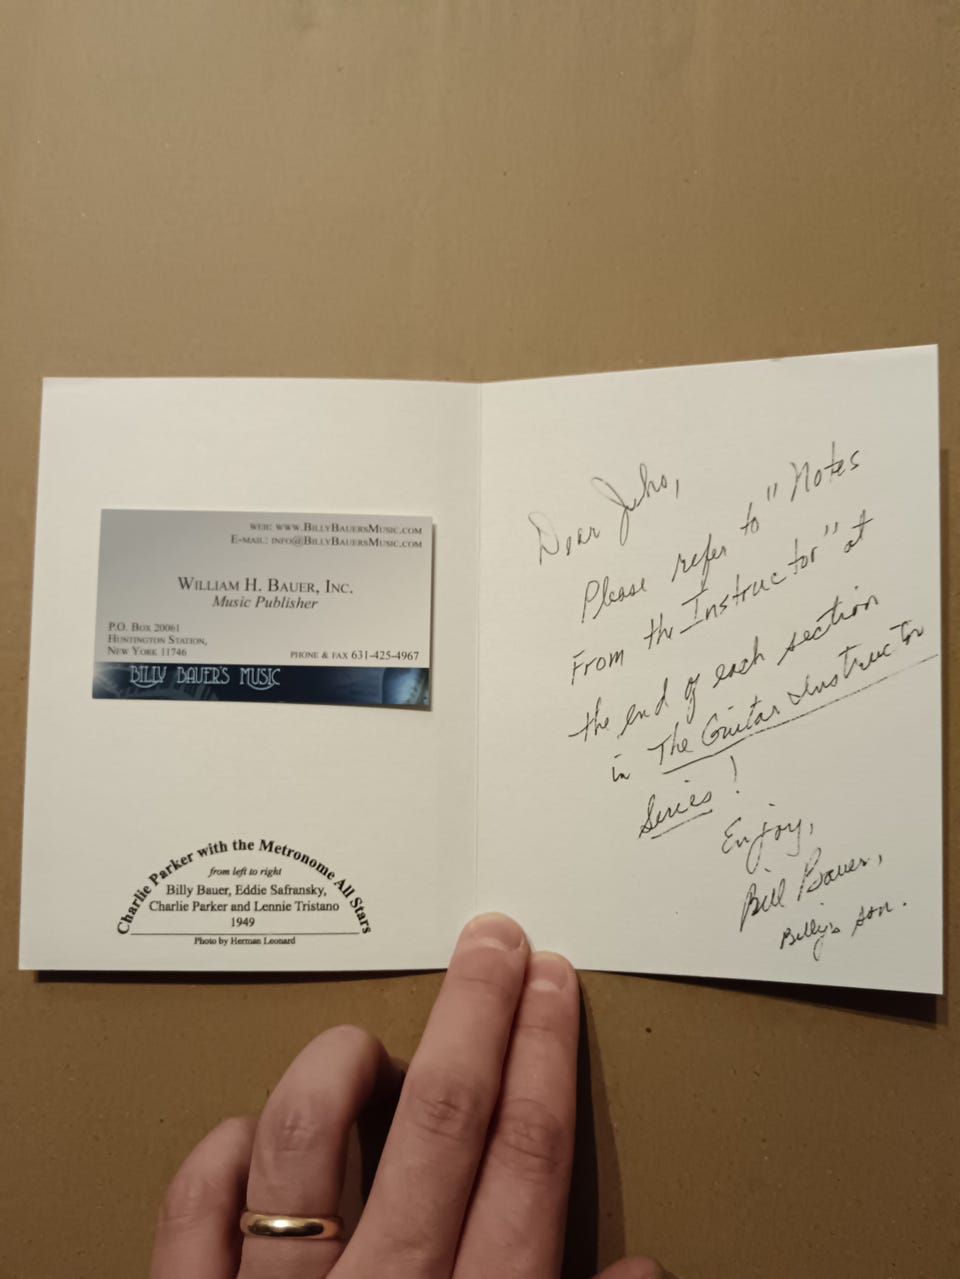 WEB: WWW.BILLYBAUERSMUSIC.COM
E-MAIL: INFO@BILLYBAUERSMUSIC.COM
WILLIAM H. BAUER, INC.
Music Publisher
P.O. BOX 20061
HUNTINGTON STATION,
NEW YORK 11746
PHONE & FAX 631-425-4967
BILLY BAUER'S MUSIC
Charlie Parker with the Metronome All Stars
from left to right
Billy Bauer, Eddie Safransky,
Charlie Parker and Lennie Tristano
1949
Photo by Herman Leonard
Dear Juho,
Please refer to "Notes
From the Instructor" at
the end of each section
in The Guitar Instructor
Series!
Enjoy,
Bill Bauer,
Billy's son.